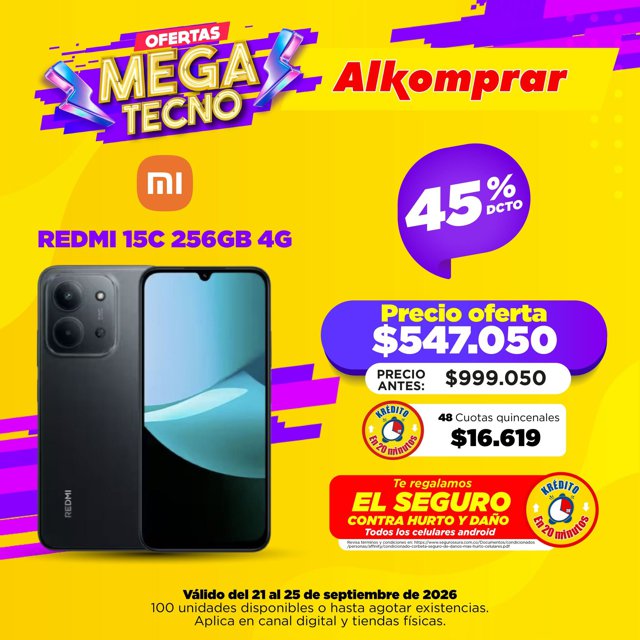 OFERTAS
MEGA
TECNO
Alkomprar
mi
REDMI 15C 256GB 4G
45%
DCTO
Precio oferta
$547.050
PRECIO
ANTES:
$999.050
KRÉDITO
En 20 minutos
48 Cuotas quincenales
$16.619
Te regalamos
EL SEGURO
CONTRA HURTO Y DAÑO
Todos los celulares android
KRÉDITO
En 20 minutos
REDMI
Válido del 21 al 25 de septiembre de 2026
100 unidades disponibles o hasta agotar existencias.
Aplica en canal digital y tiendas físicas.